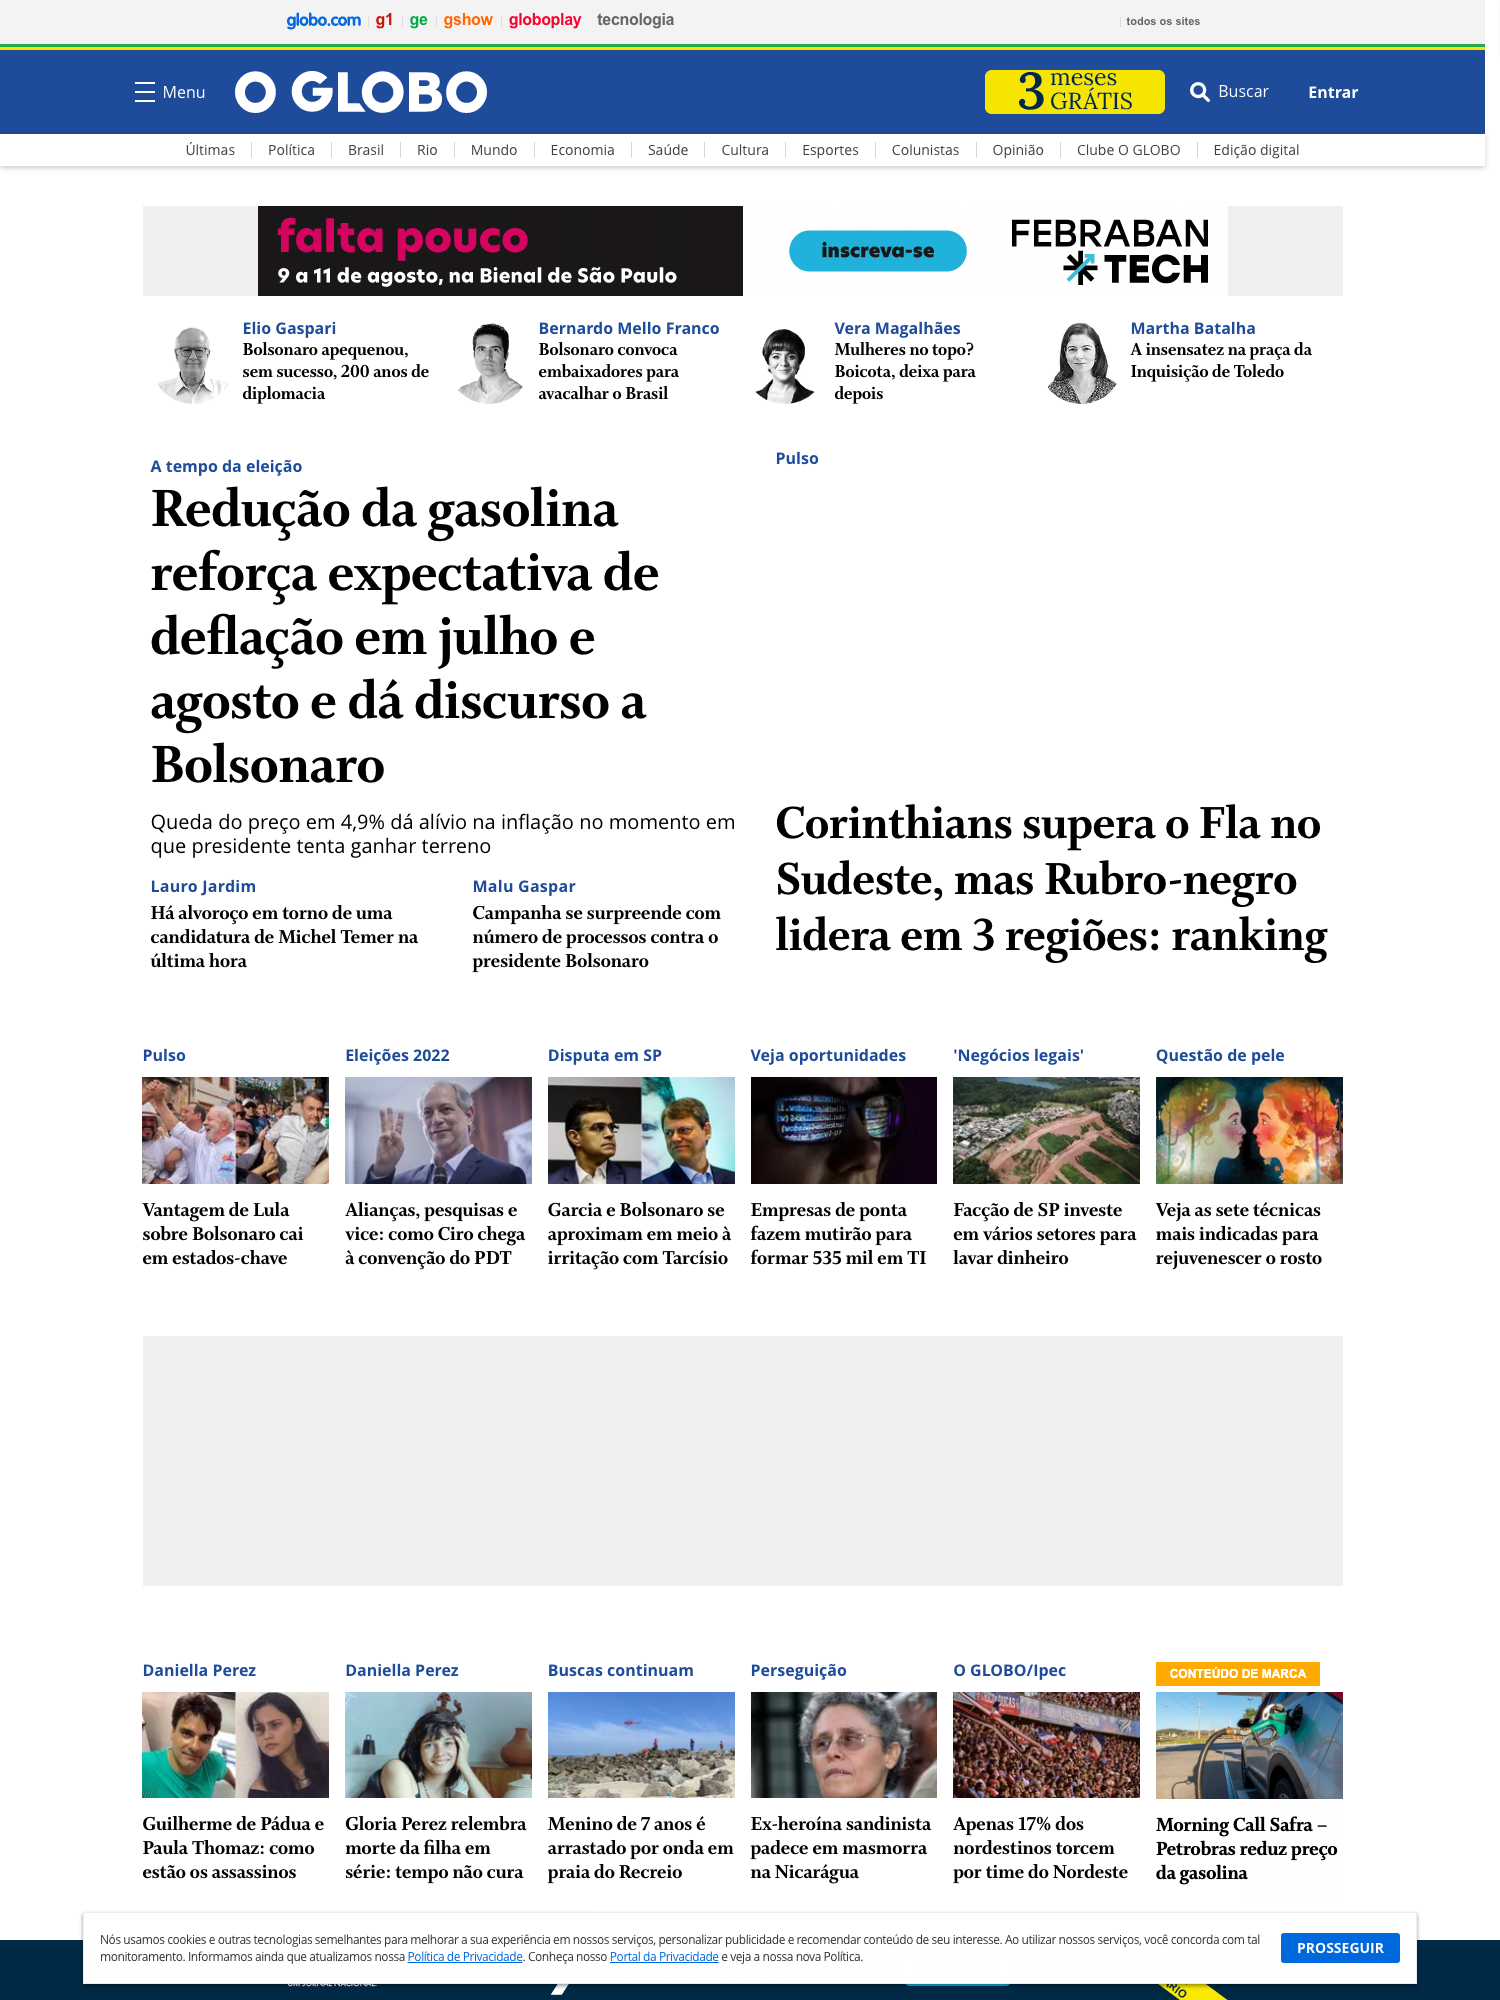 globo.com g1 ge gshow globoplay tecnologia todos os sites
Menu O GLOBO 3 meses GRÁTIS Buscar Entrar
Últimas Política Brasil Rio Mundo Economia Saúde Cultura Esportes Colunistas Opinião Clube O GLOBO Edição digital
falta pouco
9 a 11 de agosto, na Bienal de São Paulo
inscreva-se
FEBRABAN
TECH
Elio Gaspari
Bolsonaro apequenou,
sem sucesso, 200 anos de
diplomacia
Bernardo Mello Franco
Bolsonaro convoca
embaixadores para
avacalhar o Brasil
Vera Magalhães
Mulheres no topo?
Boicota, deixa para
depois
Martha Batalha
A insensatez na praça da
Inquisição de Toledo
A tempo da eleição
Redução da gasolina
reforça expectativa de
deflação em julho e
agosto e dá discurso a
Bolsonaro
Queda do preço em 4,9% dá alívio na inflação no momento em
que presidente tenta ganhar terreno
Lauro Jardim
Há alvoroço em torno de uma
candidatura de Michel Temer na
última hora
Malu Gaspar
Campanha se surpreende com
número de processos contra o
presidente Bolsonaro
Pulso
Corinthians supera o Fla no
Sudeste, mas Rubro-negro
lidera em 3 regiões: ranking
Pulso
Vantagem de Lula
sobre Bolsonaro cai
em estados-chave
Eleições 2022
Alianças, pesquisas e
vice: como Ciro chega
à convenção do PDT
Disputa em SP
Garcia e Bolsonaro se
aproximam em meio à
irritação com Tarcísio
Veja oportunidades
Empresas de ponta
fazem mutirão para
formar 535 mil em TI
'Negócios legais'
Facção de SP investe
em vários setores para
lavar dinheiro
Questão de pele
Veja as sete técnicas
mais indicadas para
rejuvenescer o rosto
Daniella Perez
Guilherme de Pádua e
Paula Thomaz: como
estão os assassinos
Daniella Perez
Gloria Perez relembra
morte da filha em
série: tempo não cura
Buscas continuam
Menino de 7 anos é
arrastado por onda em
praia do Recreio
Perseguição
Ex-heroína sandinista
padece em masmorra
na Nicarágua
O GLOBO/Ipec
Apenas 17% dos
nordestinos torcem
por time do Nordeste
CONTEÚDO DE MARCA
Morning Call Safra –
Petrobras reduz preço
da gasolina
Nós usamos cookies e outras tecnologias semelhantes para melhorar a sua experiência em nossos serviços, personalizar publicidade e recomendar conteúdo de seu interesse. Ao utilizar nossos serviços, você concorda com tal
monitoramento. Informamos ainda que atualizamos nossa Política de Privacidade. Conheça nosso Portal da Privacidade e veja a nossa nova Política.
PROSSEGUIR